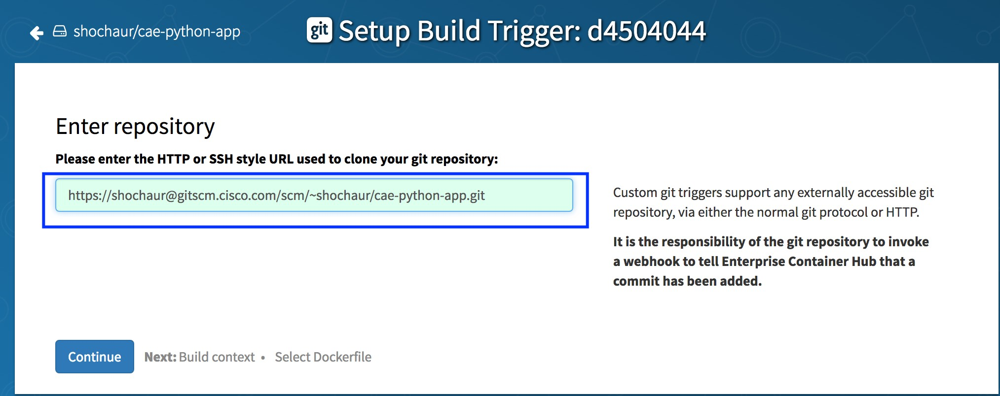 shochaur/cae-python-app
git Setup Build Trigger: d4504044
Enter repository
Please enter the HTTP or SSH style URL used to clone your git repository:
https://shochaur@gitscm.cisco.com/scm/~shochaur/cae-python-app.git
Custom git triggers support any externally accessible git
repository, via either the normal git protocol or HTTP.
It is the responsibility of the git repository to invoke
a webhook to tell Enterprise Container Hub that a
commit has been added.
Continue Next: Build context • Select Dockerfile